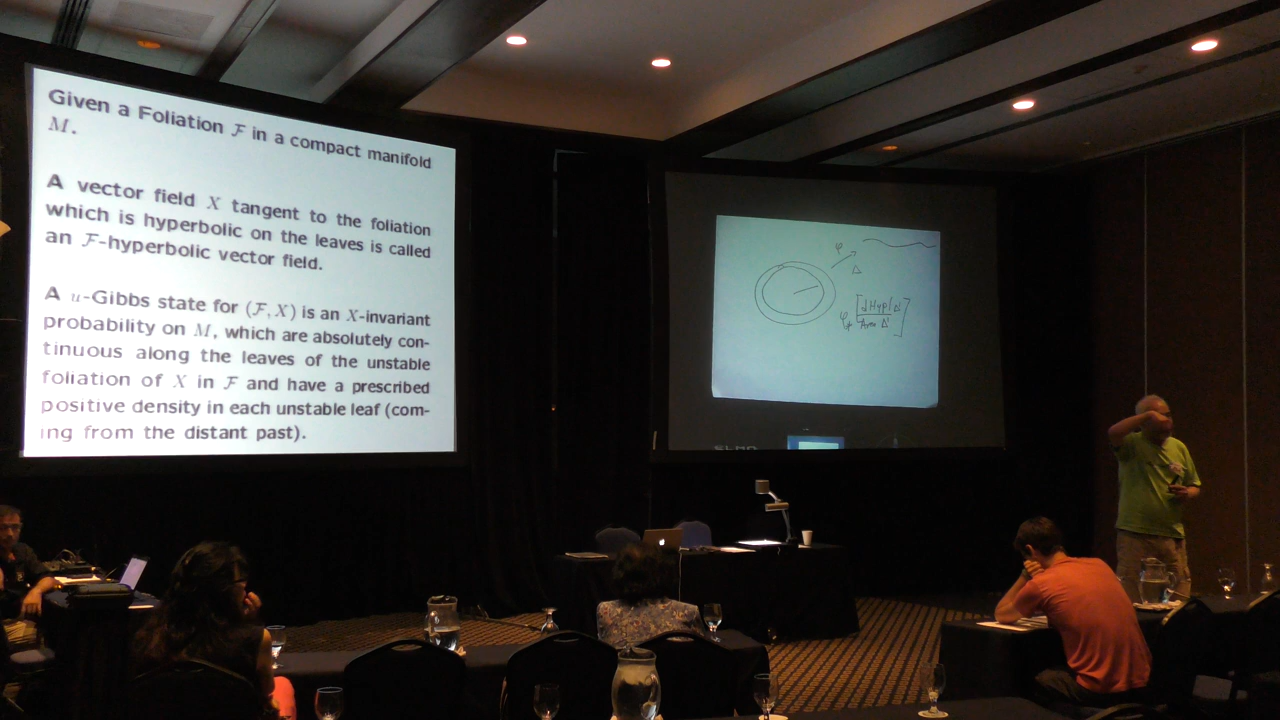 Given a Foliation ℱ in a compact manifold
M.
A vector field X tangent to the foliation
which is hyperbolic on the leaves is called
an ℱ-hyperbolic vector field.
A u-Gibbs state for (ℱ, X) is an X-invariant
probability on M, which are absolutely con-
tinuous along the leaves of the unstable
foliation of X in ℱ and have a prescribed
positive density in each unstable leaf (com-
ing from the distant past).
φ
Δ
Area Δ
ELMO